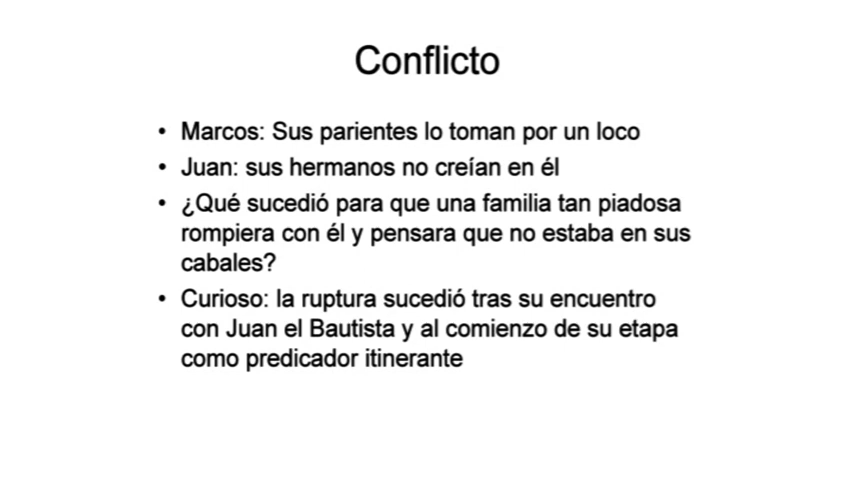 Conflicto
• Marcos: Sus parientes lo toman por un loco
• Juan: sus hermanos no creían en él
• ¿Qué sucedió para que una familia tan piadosa
rompiera con él y pensara que no estaba en sus
cabales?
• Curioso: la ruptura sucedió tras su encuentro
con Juan el Bautista y al comienzo de su etapa
como predicador itinerante